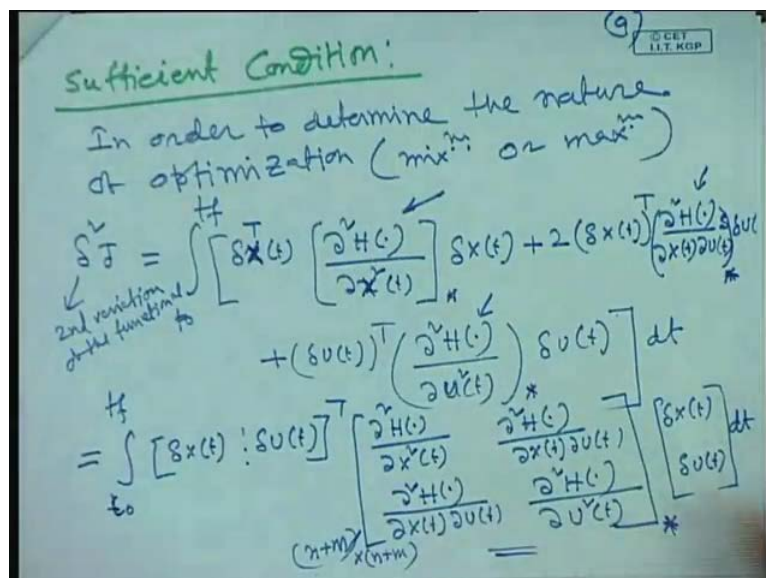 (9)
© CET
I.I.T. KGP
Sufficient Condition:
In order to determine the nature
of optimization (mix^m or max^m)
δ²J = ∫_{t0}^{tf} [ δx^T(t) [∂²H(·)/∂x²(t)]_* δx(t) + 2(δx(t))^T (∂²H(·)/∂x(t)∂u(t))_* δu(
2nd variation
of the functional
+ (δu(t))^T (∂²H(·)/∂u²(t))_* δu(t) ] dt
= ∫_{t0}^{tf} [δx(t) ⋮ δu(t)]^T [∂²H(·)/∂x²(t) ∂²H(·)/∂x(t)∂u(t)
∂²H(·)/∂x(t)∂u(t) ∂²H(·)/∂u²(t)]_* [δx(t)
δu(t)] dt
(n+m)×(n+m)